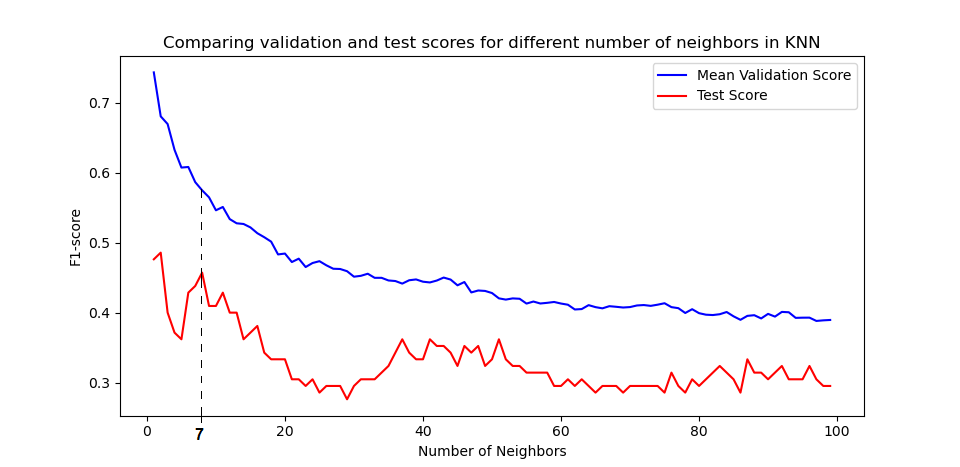 Comparing validation and test scores for different number of neighbors in KNN
Mean Validation Score
Test Score
0.7
0.6
0.5
0.4
0.3
F1-score
0 7 20 40 60 80 100
Number of Neighbors